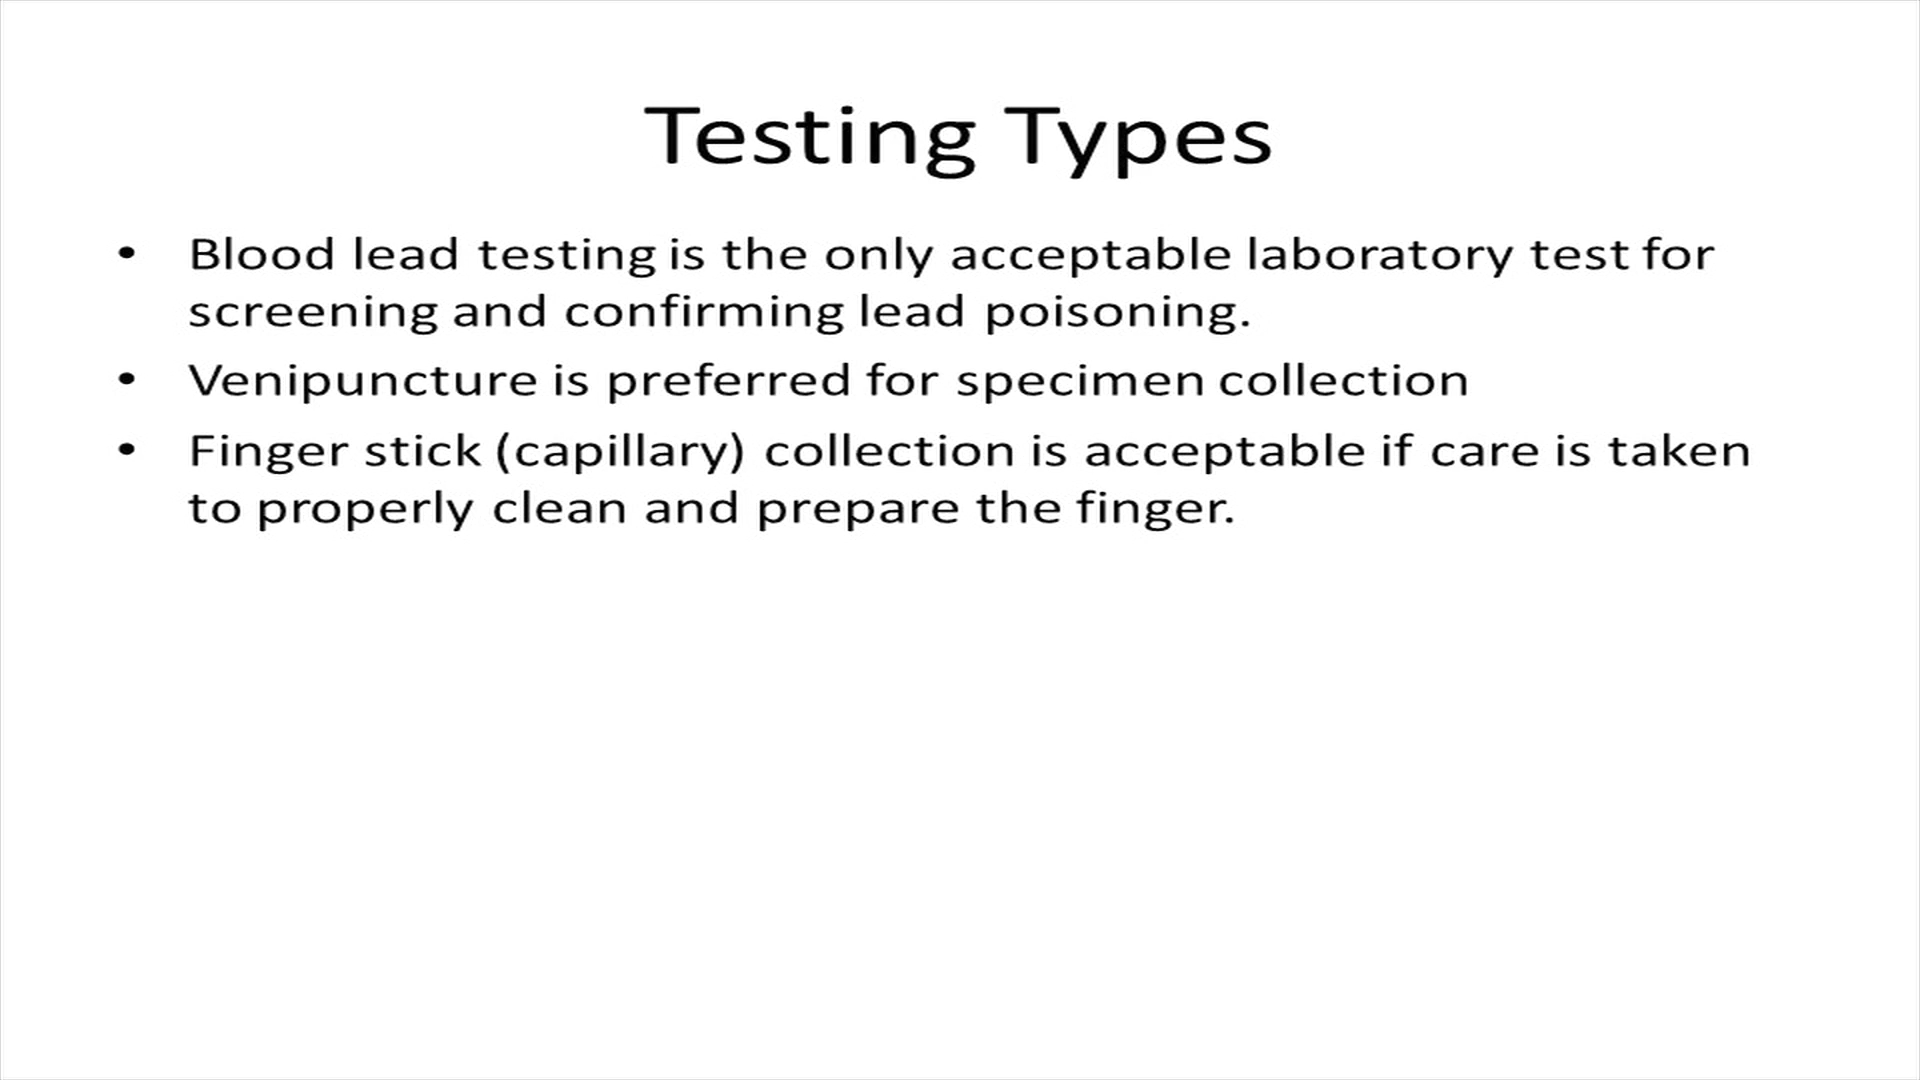 Testing Types
• Blood lead testing is the only acceptable laboratory test for
screening and confirming lead poisoning.
• Venipuncture is preferred for specimen collection
• Finger stick (capillary) collection is acceptable if care is taken
to properly clean and prepare the finger.